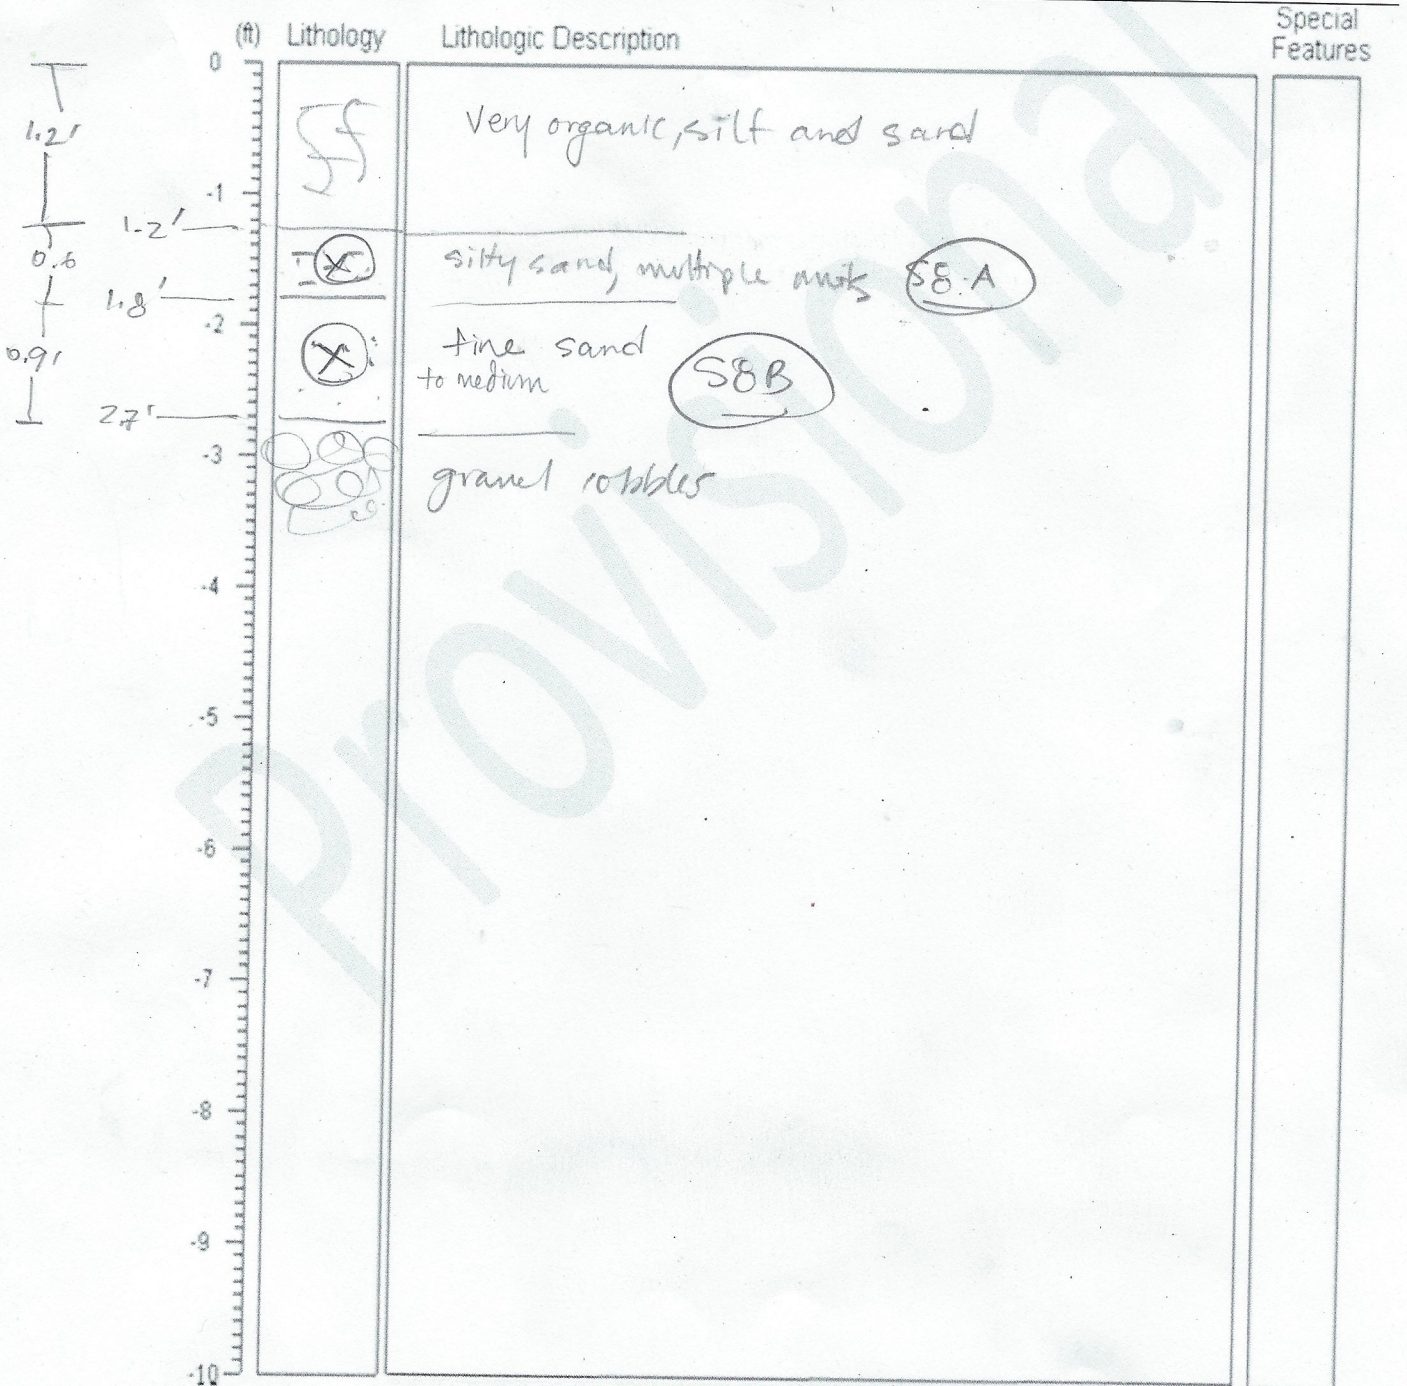 (ft) Lithology Lithologic Description Special Features
0
1.2'
Very organic, silt and sand
-1
1.2'
0.6
silty sand, multiple units S8-A
1.8'
-2
0.9'
fine sand
to medium
S8B
2.7'
-3
gravel cobbles
-4
-5
-6
-7
-8
-9
-10
Provisional